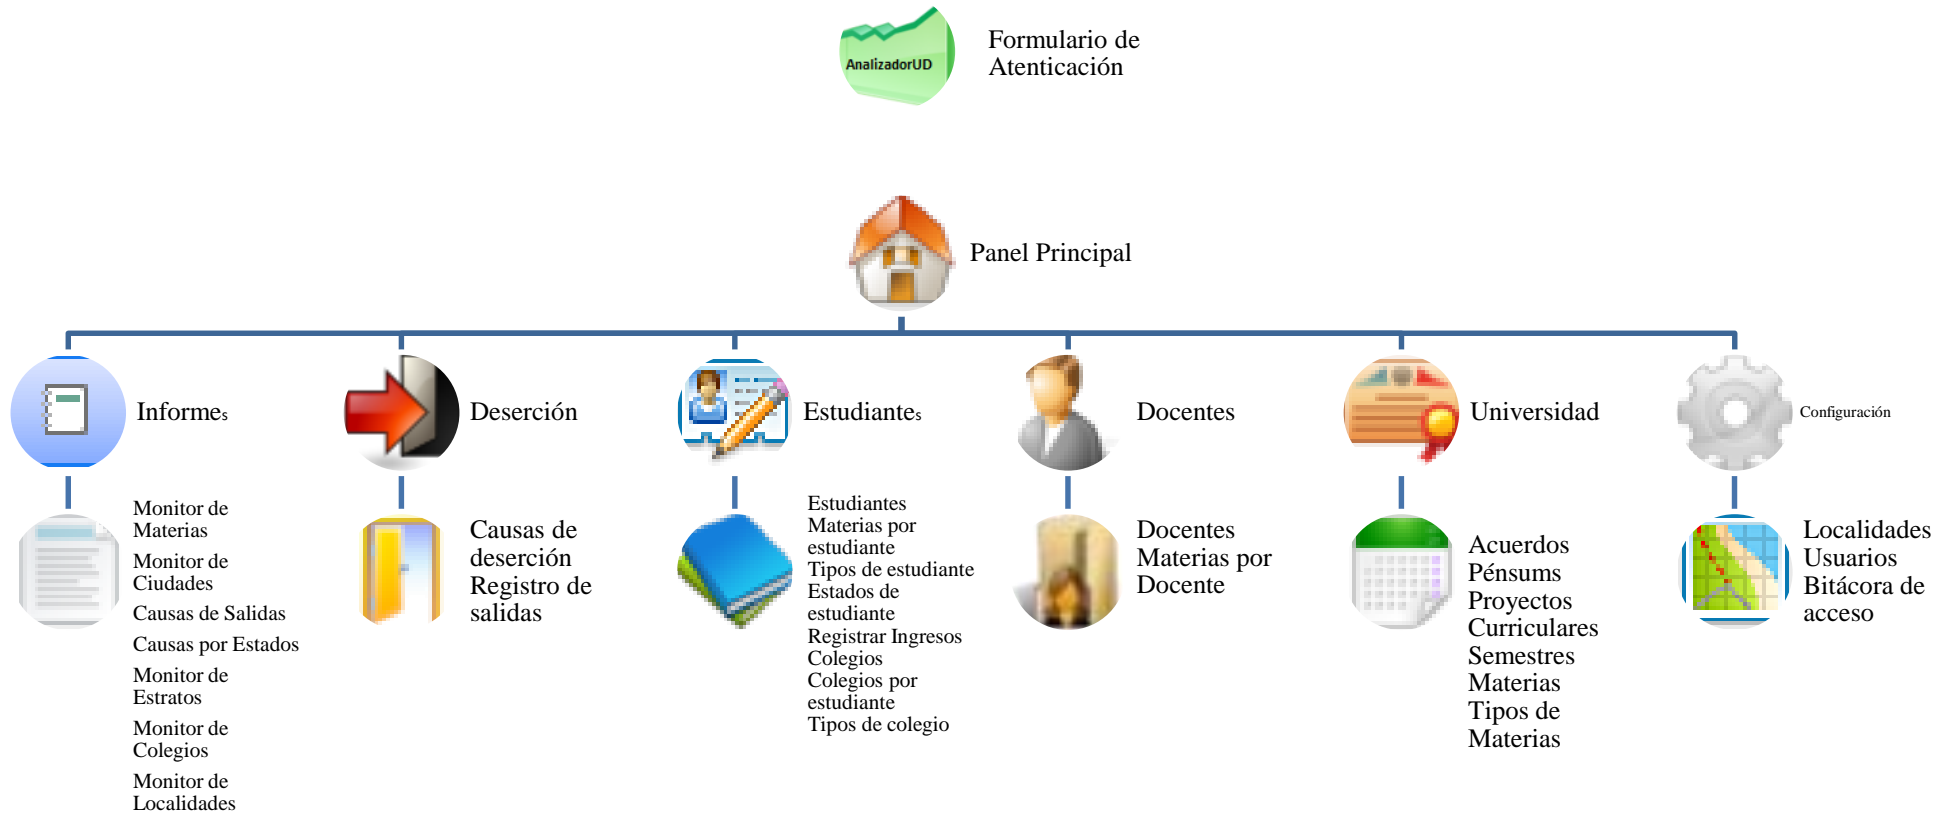 AnalizadorUD
Formulario de
Atenticación
Panel Principal
Informes
Deserción
Estudiantes
Docentes
Universidad
Configuración
Monitor de
Materias
Monitor de
Ciudades
Causas de Salidas
Causas por Estados
Monitor de
Estratos
Monitor de
Colegios
Monitor de
Localidades
Causas de
deserción
Registro de
salidas
Estudiantes
Materias por
estudiante
Tipos de estudiante
Estados de
estudiante
Registrar Ingresos
Colegios
Colegios por
estudiante
Tipos de colegio
Docentes
Materias por
Docente
Acuerdos
Pénsums
Proyectos
Curriculares
Semestres
Materias
Tipos de
Materias
Localidades
Usuarios
Bitácora de
acceso